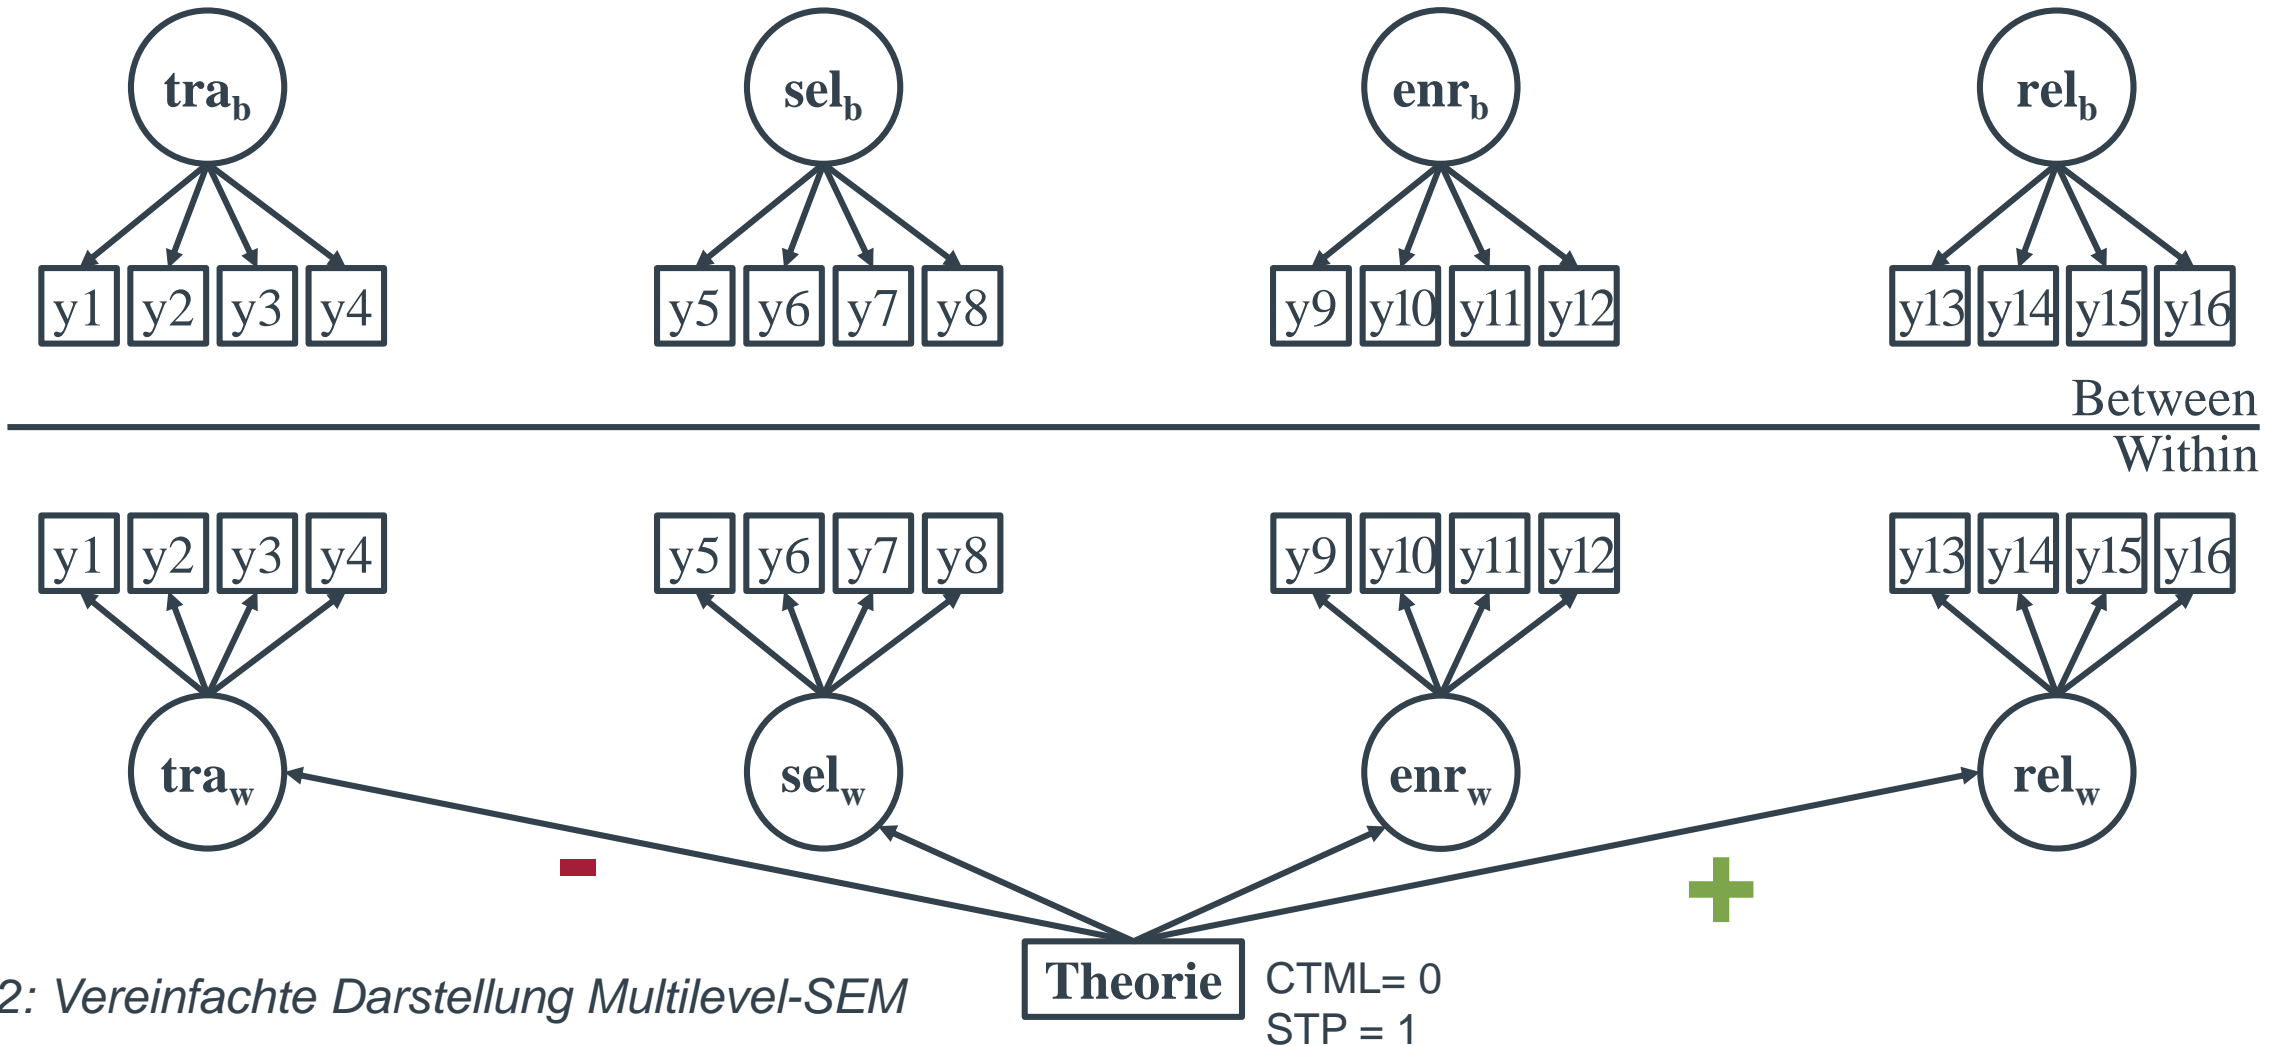 tra_b sel_b enr_b rel_b
y1 y2 y3 y4 y5 y6 y7 y8 y9 y10 y11 y12 y13 y14 y15 y16
Between
Within
y1 y2 y3 y4 y5 y6 y7 y8 y9 y10 y11 y12 y13 y14 y15 y16
tra_w sel_w enr_w rel_w
-
+
Theorie
CTML= 0
STP = 1
2: Vereinfachte Darstellung Multilevel-SEM